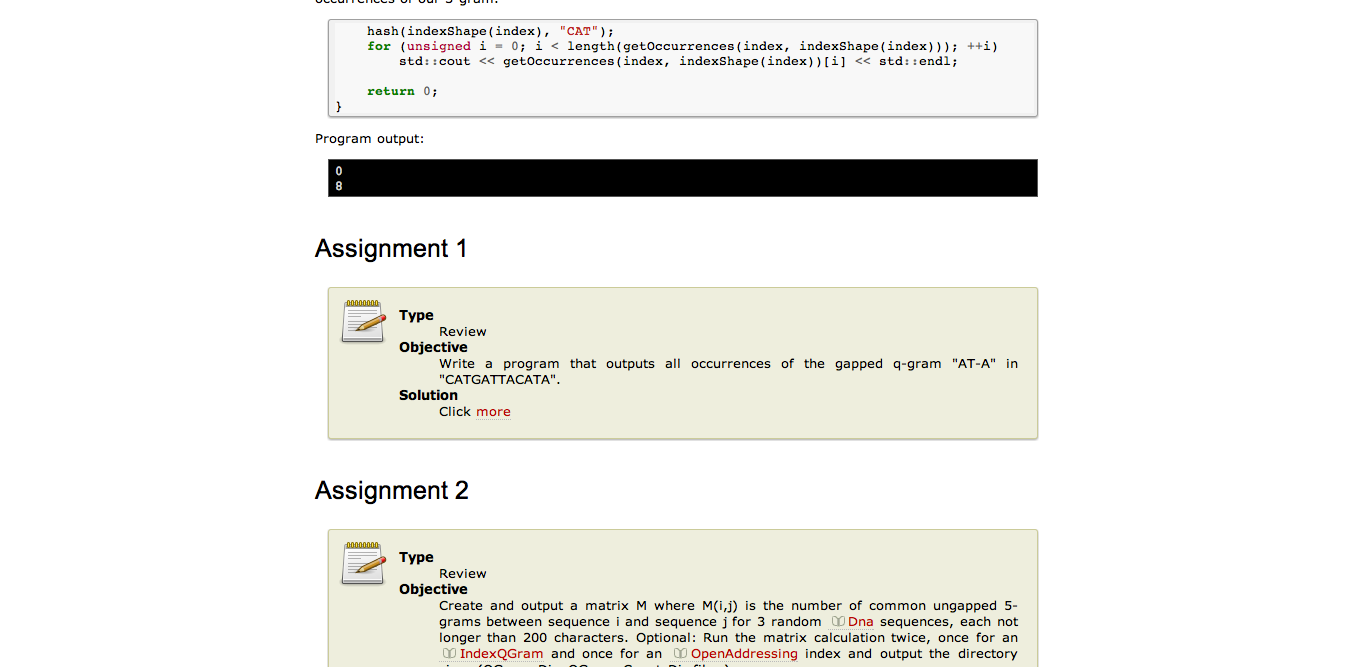 occurrences of our 3-gram.
hash(indexShape(index), "CAT");
for (unsigned i = 0; i < length(getOccurrences(index, indexShape(index))); ++i)
std::cout << getOccurrences(index, indexShape(index))[i] << std::endl;
return 0;
}
Program output:
0
8
Assignment 1
Type
Review
Objective
Write a program that outputs all occurrences of the gapped q-gram "AT-A" in
"CATGATTACATA".
Solution
Click more
Assignment 2
Type
Review
Objective
Create and output a matrix M where M(i,j) is the number of common ungapped 5-
grams between sequence i and sequence j for 3 random Dna sequences, each not
longer than 200 characters. Optional: Run the matrix calculation twice, once for an
IndexQGram and once for an OpenAddressing index and output the directory